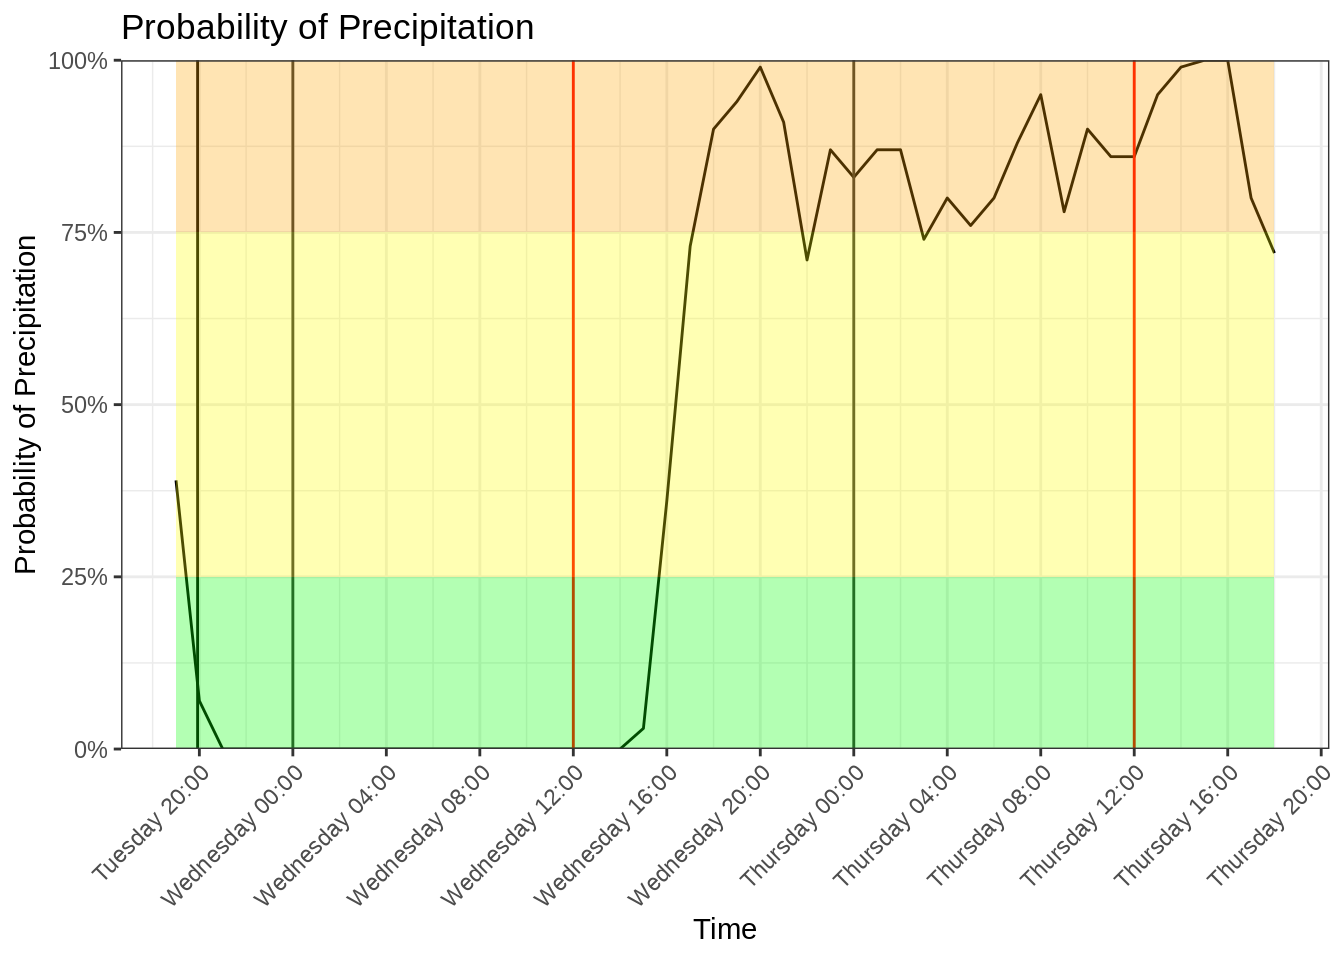 Probability of Precipitation
Probability of Precipitation
100%
75%
50%
25%
0%
Tuesday 20:00
Wednesday 00:00
Wednesday 04:00
Wednesday 08:00
Wednesday 12:00
Wednesday 16:00
Wednesday 20:00
Thursday 00:00
Thursday 04:00
Thursday 08:00
Thursday 12:00
Thursday 16:00
Thursday 20:00
Time